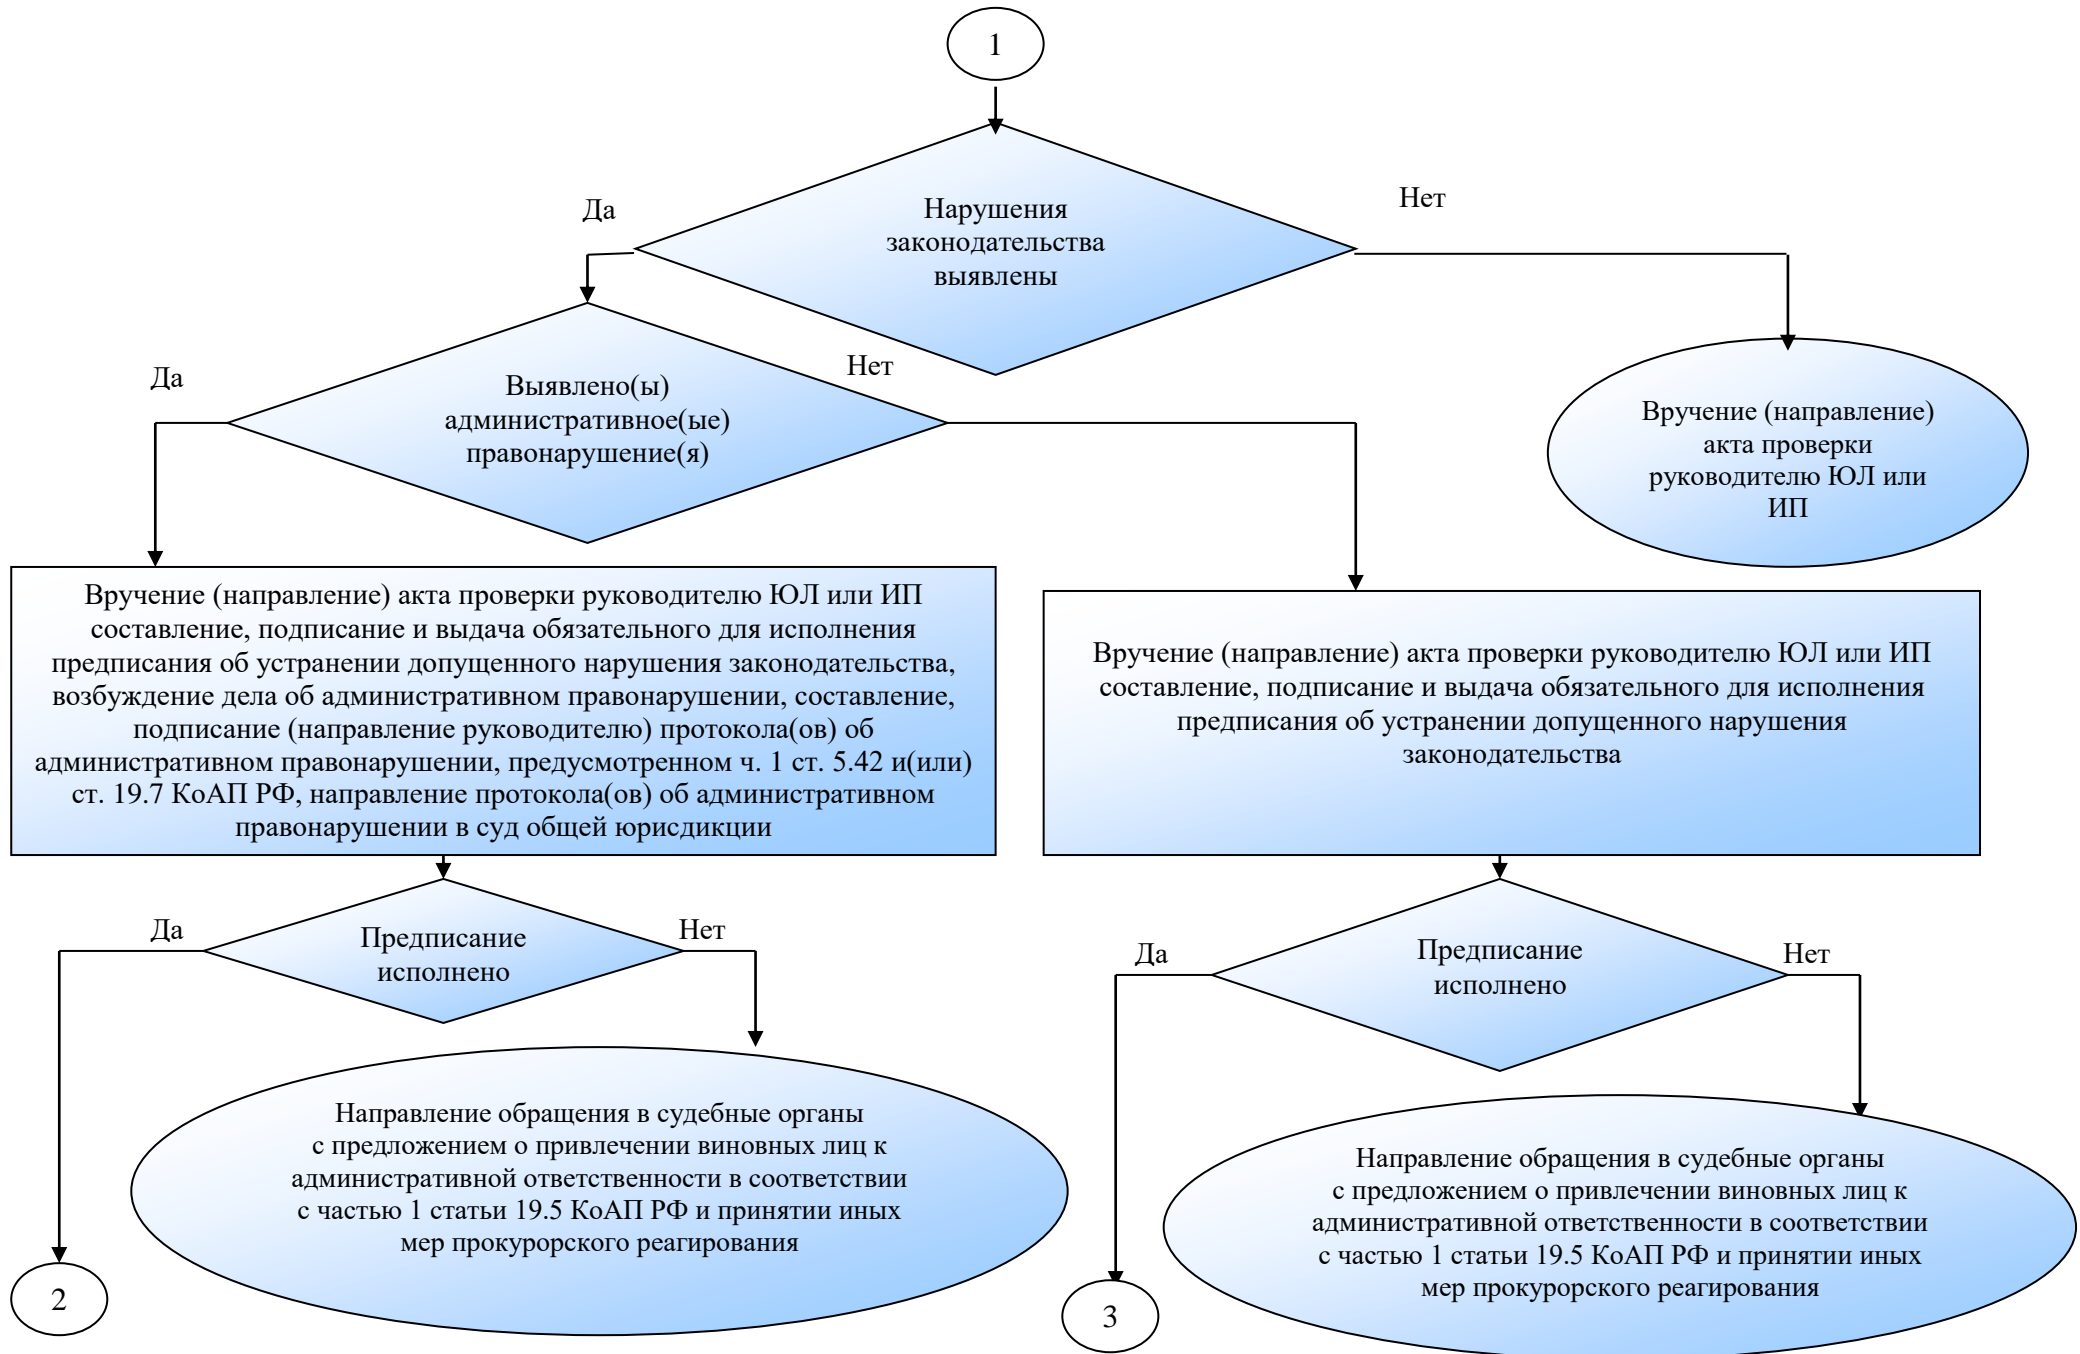 1
Да
Нет
Нарушения
законодательства
выявлены
Да
Нет
Выявлено(ы)
административное(ые)
правонарушение(я)
Вручение (направление)
акта проверки
руководителю ЮЛ или
ИП
Вручение (направление) акта проверки руководителю ЮЛ или ИП
составление, подписание и выдача обязательного для исполнения
предписания об устранении допущенного нарушения законодательства,
возбуждение дела об административном правонарушении, составление,
подписание (направление руководителю) протокола(ов) об
административном правонарушении, предусмотренном ч. 1 ст. 5.42 и(или)
ст. 19.7 КоАП РФ, направление протокола(ов) об административном
правонарушении в суд общей юрисдикции
Вручение (направление) акта проверки руководителю ЮЛ или ИП
составление, подписание и выдача обязательного для исполнения
предписания об устранении допущенного нарушения
законодательства
Да
Нет
Предписание
исполнено
Да
Нет
Предписание
исполнено
Направление обращения в судебные органы
с предложением о привлечении виновных лиц к
административной ответственности в соответствии
с частью 1 статьи 19.5 КоАП РФ и принятии иных
мер прокурорского реагирования
Направление обращения в судебные органы
с предложением о привлечении виновных лиц к
административной ответственности в соответствии
с частью 1 статьи 19.5 КоАП РФ и принятии иных
мер прокурорского реагирования
2
3